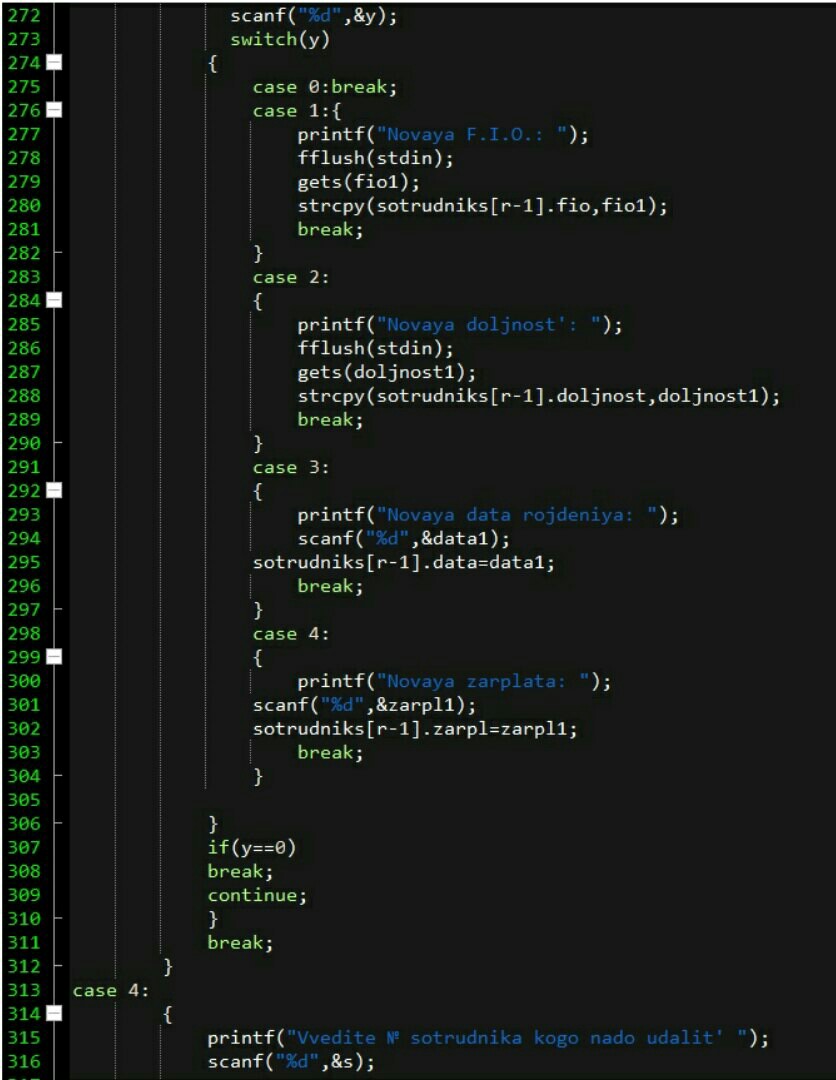 272 scanf("%d",&y);
273 switch(y)
274 {
275 case 0:break;
276 case 1:{
277 printf("Novaya F.I.O.: ");
278 fflush(stdin);
279 gets(fio1);
280 strcpy(sotrudniks[r-1].fio,fio1);
281 break;
282 }
283 case 2:
284 {
285 printf("Novaya doljnost': ");
286 fflush(stdin);
287 gets(doljnost1);
288 strcpy(sotrudniks[r-1].doljnost,doljnost1);
289 break;
290 }
291 case 3:
292 {
293 printf("Novaya data rojdeniya: ");
294 scanf("%d",&data1);
295 sotrudniks[r-1].data=data1;
296 break;
297 }
298 case 4:
299 {
300 printf("Novaya zarplata: ");
301 scanf("%d",&zarpl1);
302 sotrudniks[r-1].zarpl=zarpl1;
303 break;
304 }
305
306 }
307 if(y==0)
308 break;
309 continue;
310 }
311 break;
312 }
313 case 4:
314 {
315 printf("Vvedite № sotrudnika kogo nado udalit' ");
316 scanf("%d",&s);